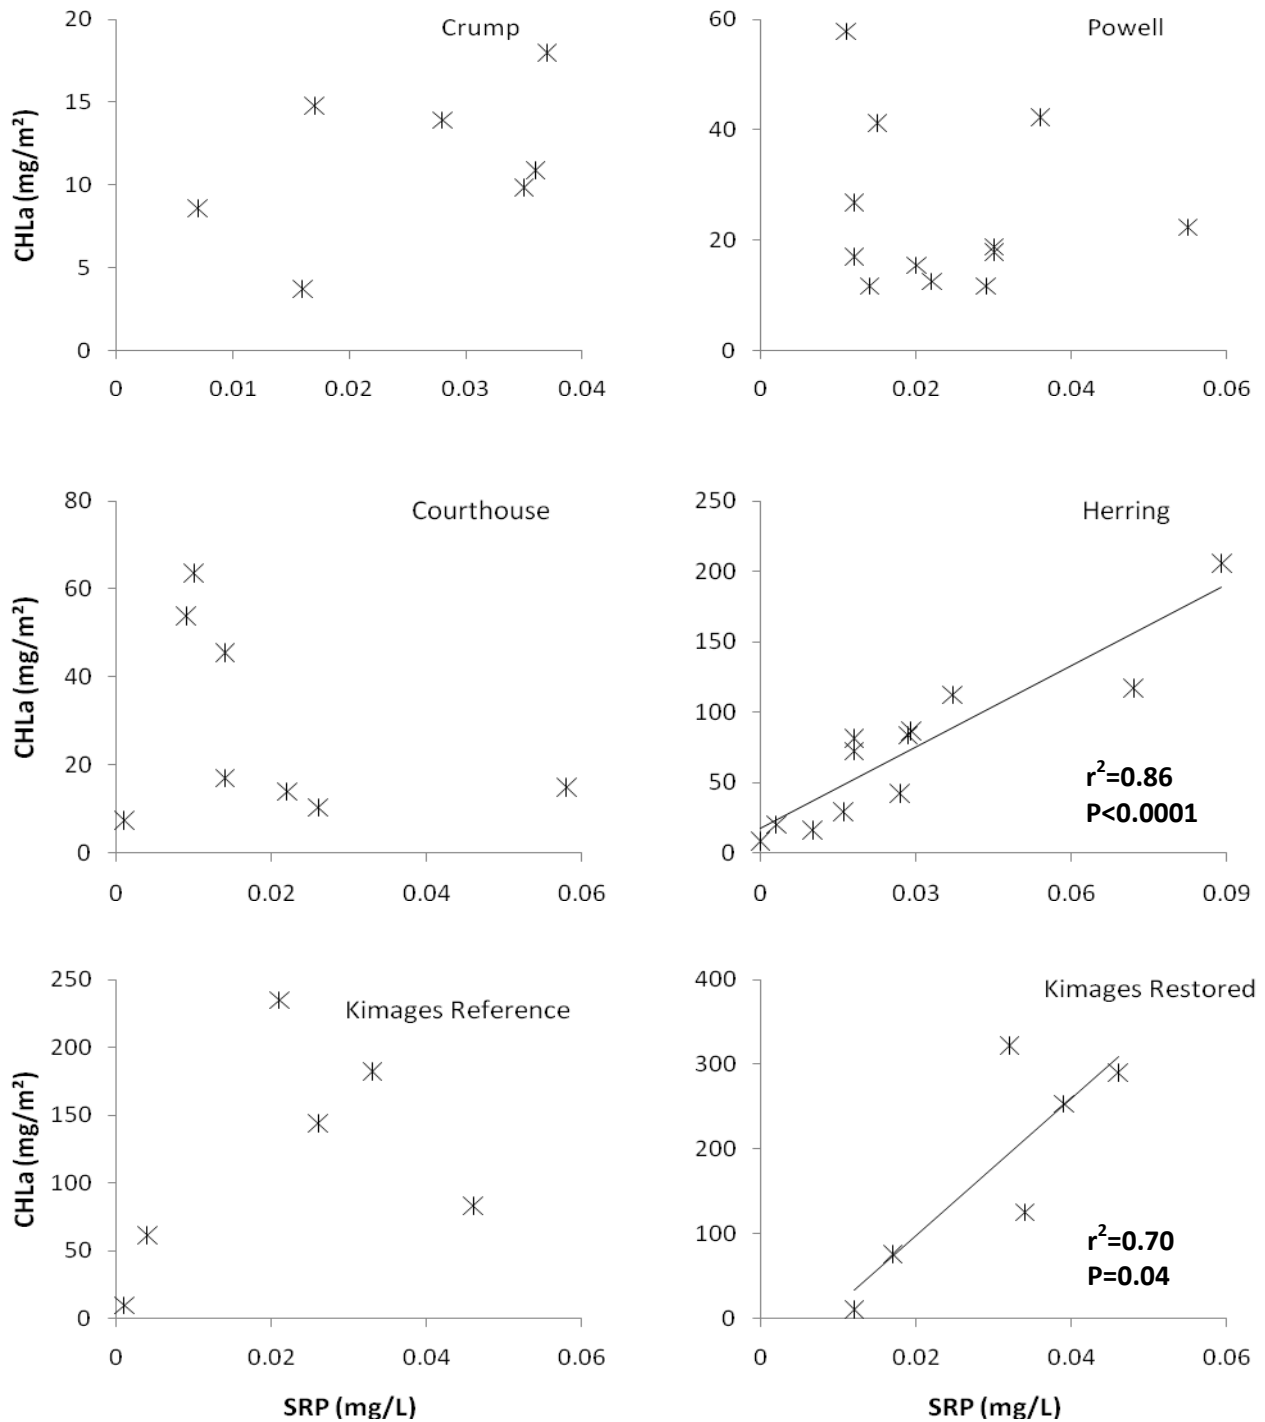 Crump
CHLa (mg/m²)
20
15
10
5
0
0 0.01 0.02 0.03 0.04
Powell
60
40
20
0
0 0.02 0.04 0.06
Courthouse
CHLa (mg/m²)
80
60
40
20
0
0 0.02 0.04 0.06
Herring
250
200
150
100
50
0
r²=0.86
P<0.0001
0 0.03 0.06 0.09
Kimages Reference
CHLa (mg/m²)
250
200
150
100
50
0
0 0.02 0.04 0.06
SRP (mg/L)
Kimages Restored
400
300
200
100
0
r²=0.70
P=0.04
0 0.02 0.04 0.06
SRP (mg/L)